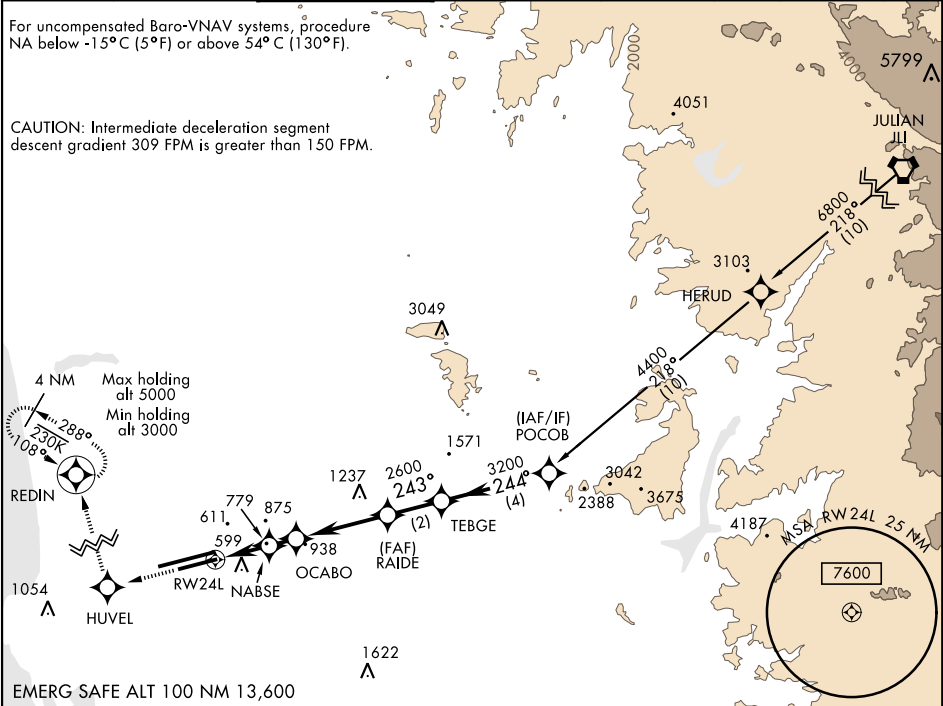 For uncompensated Baro-VNAV systems, procedure
NA below -15°C (5°F) or above 54°C (130°F).
CAUTION: Intermediate deceleration segment
descent gradient 309 FPM is greater than 150 FPM.
2000
4000
5799
4051
JULIAN
JLI
6800
218°
(10)
3103
HERUD
3049
4400
218°
(10)
4 NM
Max holding
alt 5000
Min holding
alt 3000
288°
230K
108°
REDIN
(IAF/IF)
POCOB
1571
2600
243°
(2)
3200
244°
(4)
TEBGE
3042
2388
3675
1237
779
875
611
599
938
(FAF)
RAIDE
OCABO
RW24L
NABSE
4187
MSA RW24L 25 NM
7600
1054
HUVEL
1622
EMERG SAFE ALT 100 NM 13,600